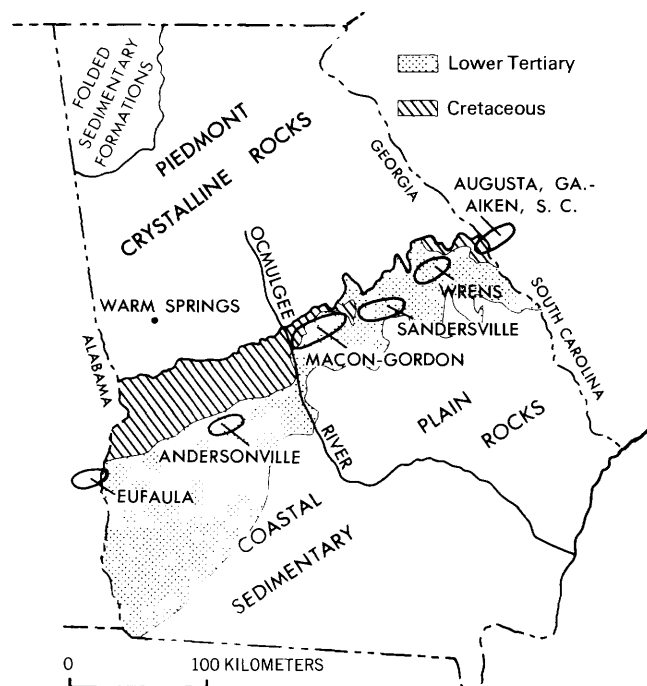 FOLDED
SEDIMENTARY
FORMATIONS
Lower Tertiary
Cretaceous
PIEDMONT
CRYSTALLINE ROCKS
GEORGIA
AUGUSTA, GA.-
AIKEN, S. C.
OCMULGEE
WRENS
SOUTH CAROLINA
WARM SPRINGS
SANDERSVILLE
MACON-GORDON
ALABAMA
PLAIN
ROCKS
RIVER
ANDERSONVILLE
EUFAULA
COASTAL
SEDIMENTARY
0 100 KILOMETERS